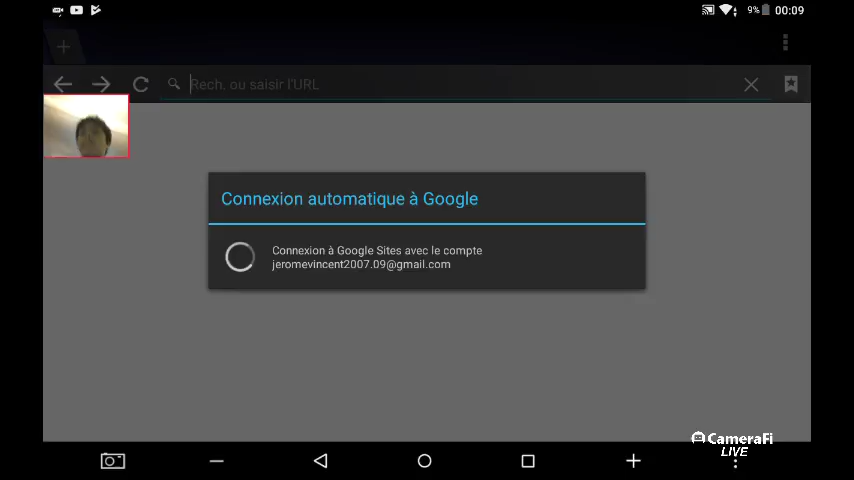 9% 00:09
Rech. ou saisir l'URL
Connexion automatique à Google
Connexion à Google Sites avec le compte
jeromevincent2007.09@gmail.com
CameraFi
LIVE